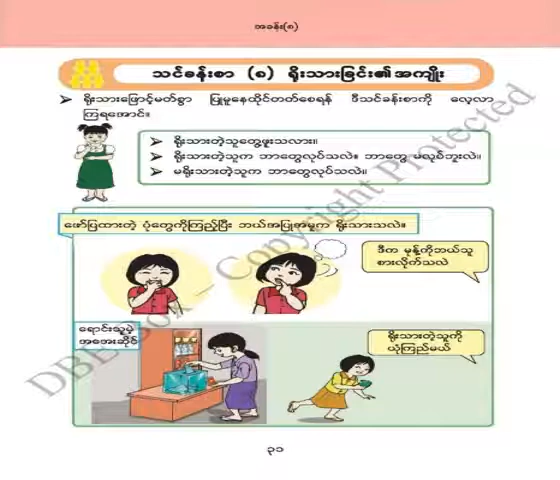 အခန်း(၈)
သင်ခန်းစာ (၈) ရိုးသားခြင်း၏အကျိုး
➤ ရိုးသားဖြောင့်မတ်စွာ ပြုမူနေထိုင်တတ်စေရန် ဒီသင်ခန်းစာကို လေ့လာ
ကြရအောင်။
➤ ရိုးသားတဲ့သူတွေ့ဖူးသလား။
➤ ရိုးသားတဲ့သူက ဘာတွေလုပ်သလဲ။ ဘာတွေ မလုပ်ဘူးလဲ။
➤ မရိုးသားတဲ့သူက ဘာတွေလုပ်သလဲ။
ဖော်ပြထားတဲ့ ပုံတွေကိုကြည့်ပြီး ဘယ်အပြုအမူက ရိုးသားသလဲ။
ဒီက မုန့်ကိုဘယ်သူ
စားလိုက်သလဲ
ရောင်းသူမဲ့
အအေးဆိုင်
ရိုးသားတဲ့သူကို
ယုံကြည်မယ်
၃၁
DBE Box – Copyright Protected